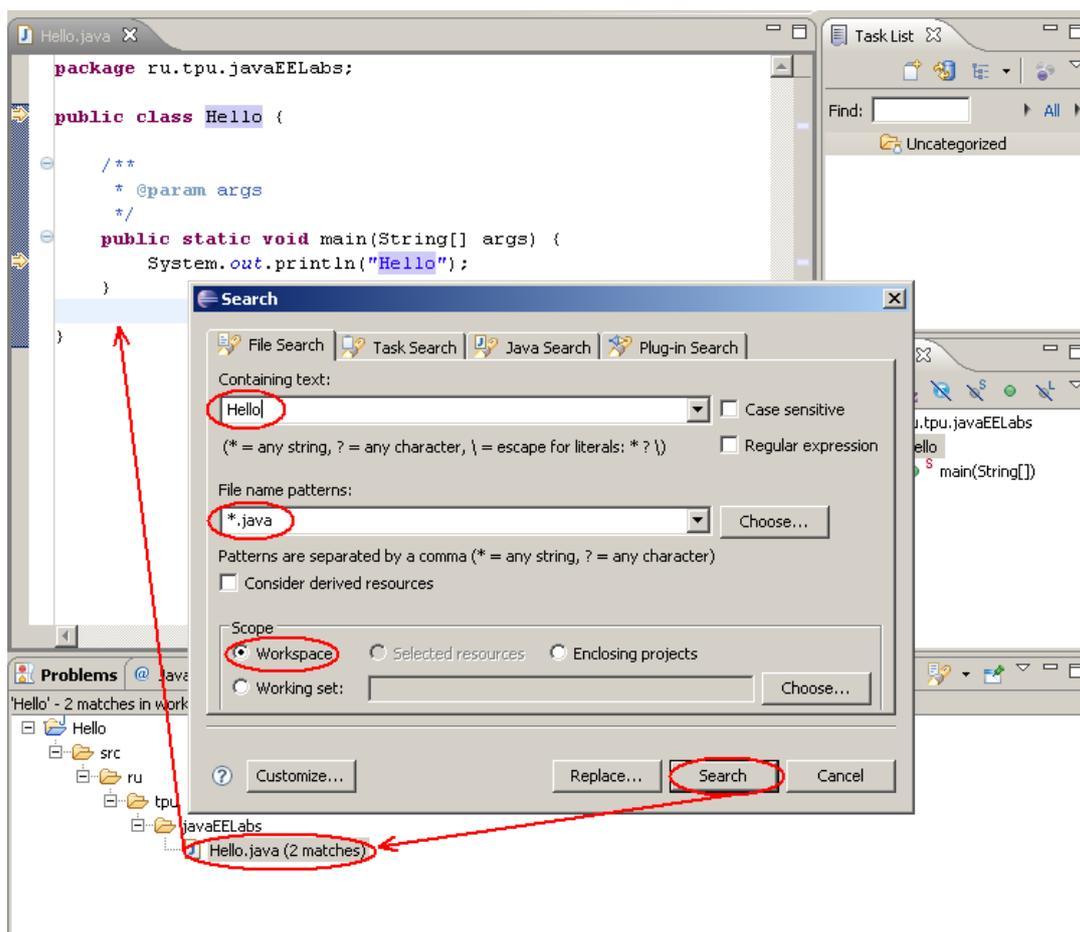 Hello.java
package ru.tpu.javaEELabs;
public class Hello {
/**
* @param args
*/
public static void main(String[] args) {
System.out.println("Hello");
}
}
Task List
Find:
All
Uncategorized
Search
File Search
Task Search
Java Search
Plug-in Search
Containing text:
Hello
Case sensitive
(* = any string, ? = any character, \ = escape for literals: * ? \)
Regular expression
File name patterns:
*.java
Choose...
Patterns are separated by a comma (* = any string, ? = any character)
Consider derived resources
Scope
Workspace
Selected resources
Enclosing projects
Working set:
Choose...
?
Customize...
Replace...
Search
Cancel
.tpu.javaEELabs
ello
S main(String[])
Problems
@ Java
'Hello' - 2 matches in work
Hello
src
ru
tpu
javaEELabs
Hello.java (2 matches)